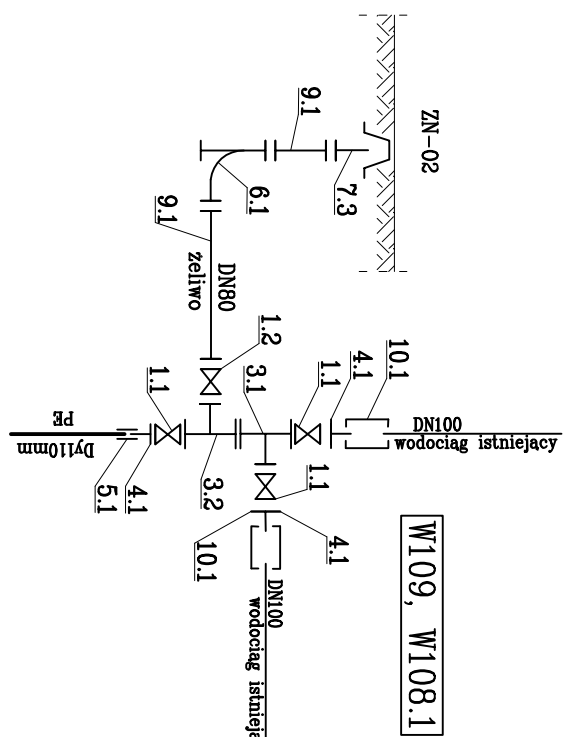 ZN-02
9.1
7.3
6.1
9.1
DN80
żeliwo
1.2
3.1
1.1
4.1
10.1
DN100
wodociąg istniejący
1.1
PE
Dy110mm
5.1
4.1
3.2
1.1
10.1
4.1
DN100
wodociąg istnieją
W109, W108.1